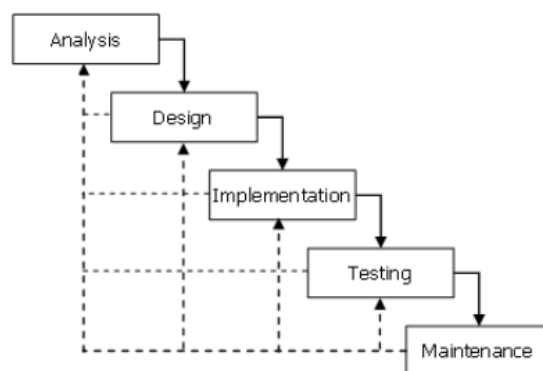 Analysis
Design
Implementation
Testing
Maintenance